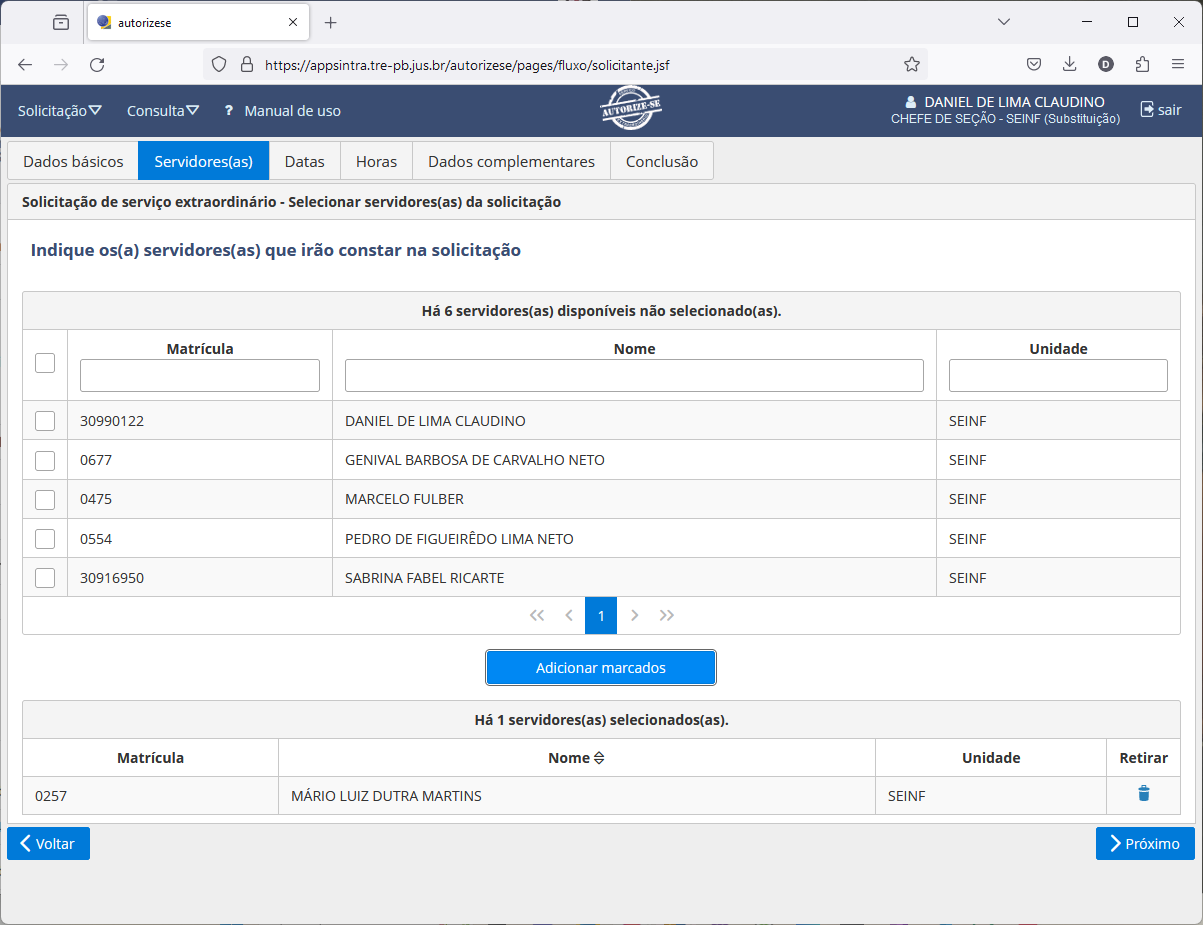 autorizese
https://appsintra.tre-pb.jus.br/autorizese/pages/fluxo/solicitante.jsf
D
Solicitação Consulta ? Manual de uso
AUTORIZE-SE
DANIEL DE LIMA CLAUDINO
CHEFE DE SEÇÃO - SEINF (Substituição)
sair
Dados básicos Servidores(as) Datas Horas Dados complementares Conclusão
Solicitação de serviço extraordinário - Selecionar servidores(as) da solicitação
Indique os(a) servidores(as) que irão constar na solicitação
Há 6 servidores(as) disponíveis não selecionado(as).
Matrícula Nome Unidade
30990122 DANIEL DE LIMA CLAUDINO SEINF
0677 GENIVAL BARBOSA DE CARVALHO NETO SEINF
0475 MARCELO FULBER SEINF
0554 PEDRO DE FIGUEIRÊDO LIMA NETO SEINF
30916950 SABRINA FABEL RICARTE SEINF
1
Adicionar marcados
Há 1 servidores(as) selecionados(as).
Matrícula Nome Unidade Retirar
0257 MÁRIO LUIZ DUTRA MARTINS SEINF
Voltar Próximo